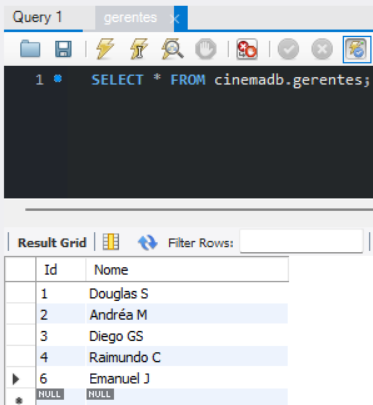 Query 1 gerentes x
1 SELECT * FROM cinemadb.gerentes;
Result Grid Filter Rows:
Id Nome
1 Douglas S
2 Andréa M
3 Diego GS
4 Raimundo C
6 Emanuel J
NULL NULL